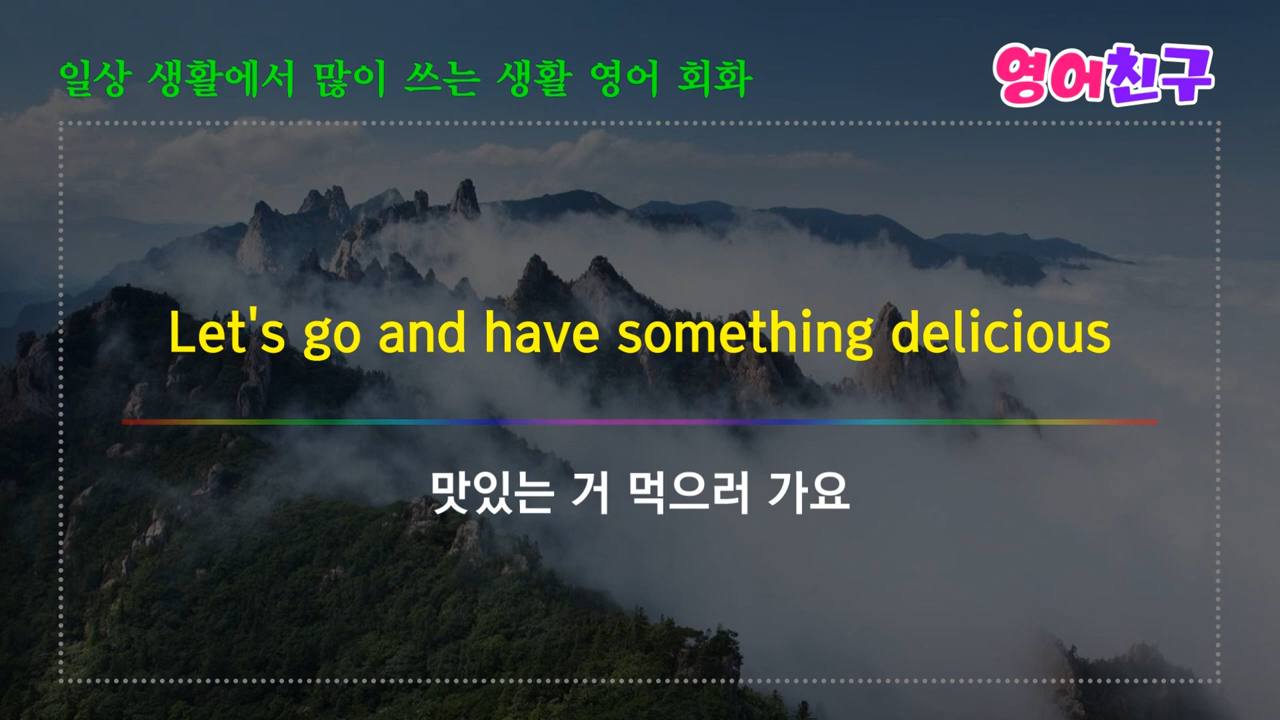 일상 생활에서 많이 쓰는 생활 영어 회화
영어친구
Let's go and have something delicious
맛있는 거 먹으러 가요